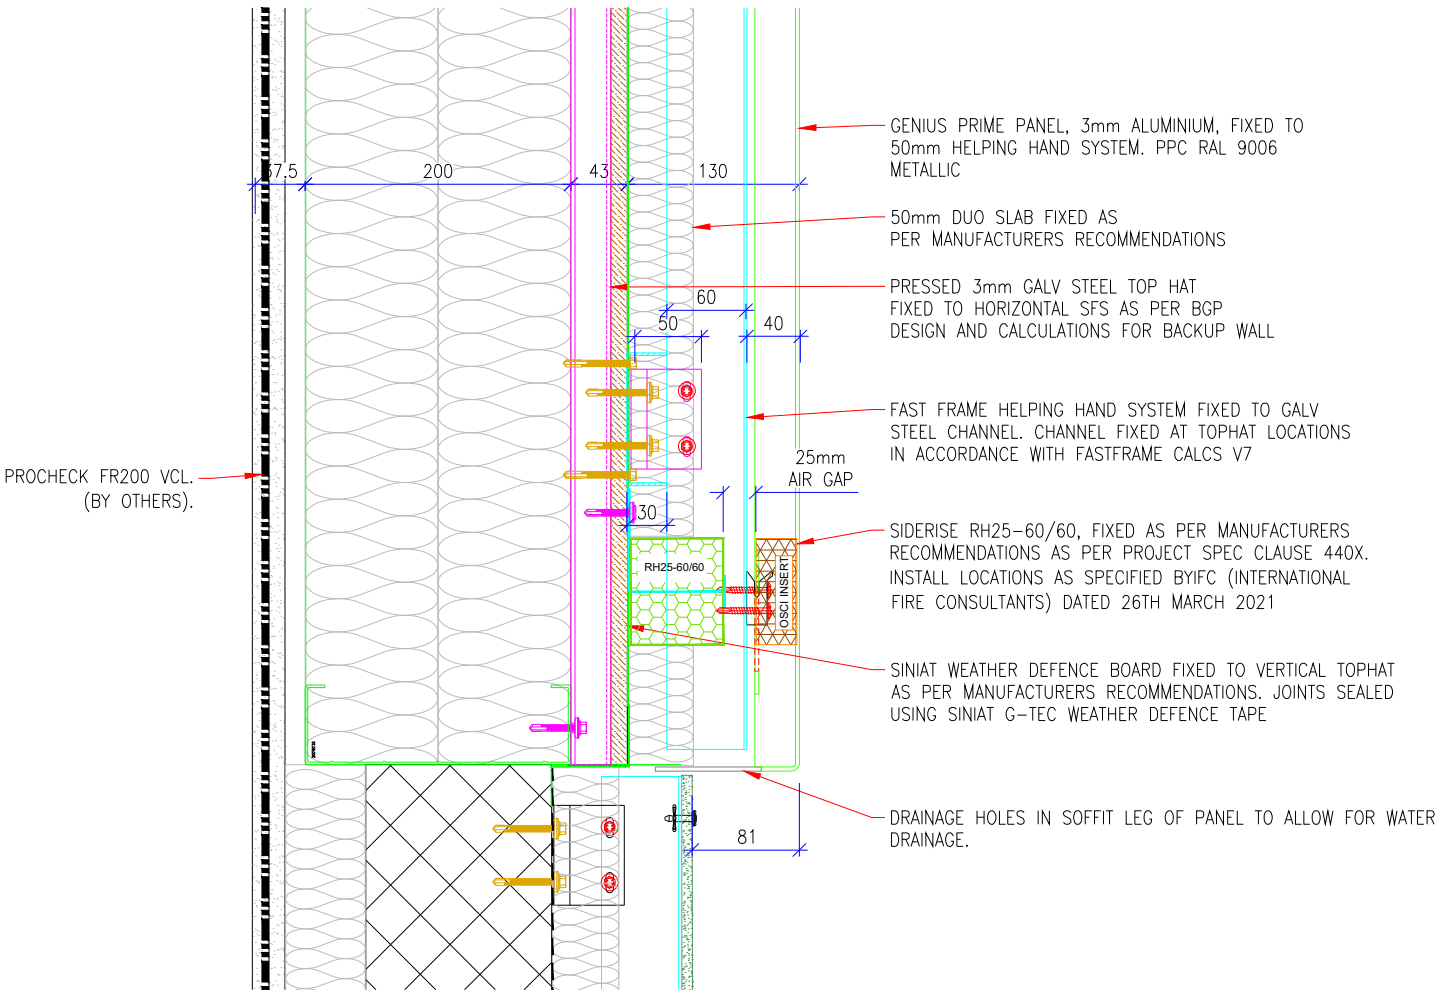 GENIUS PRIME PANEL, 3mm ALUMINIUM, FIXED TO
50mm HELPING HAND SYSTEM. PPC RAL 9006
METALLIC
37.5
200
43
130
50mm DUO SLAB FIXED AS
PER MANUFACTURERS RECOMMENDATIONS
PRESSED 3mm GALV STEEL TOP HAT
FIXED TO HORIZONTAL SFS AS PER BGP
DESIGN AND CALCULATIONS FOR BACKUP WALL
60
50
40
FAST FRAME HELPING HAND SYSTEM FIXED TO GALV
STEEL CHANNEL. CHANNEL FIXED AT TOPHAT LOCATIONS
IN ACCORDANCE WITH FASTFRAME CALCS V7
25mm
AIR GAP
PROCHECK FR200 VCL.
(BY OTHERS).
30
SIDERISE RH25-60/60, FIXED AS PER MANUFACTURERS
RECOMMENDATIONS AS PER PROJECT SPEC CLAUSE 440X.
INSTALL LOCATIONS AS SPECIFIED BYIFC (INTERNATIONAL
FIRE CONSULTANTS) DATED 26TH MARCH 2021
RH25-60/60
OSCI INSERT
SINIAT WEATHER DEFENCE BOARD FIXED TO VERTICAL TOPHAT
AS PER MANUFACTURERS RECOMMENDATIONS. JOINTS SEALED
USING SINIAT G-TEC WEATHER DEFENCE TAPE
DRAINAGE HOLES IN SOFFIT LEG OF PANEL TO ALLOW FOR WATER
DRAINAGE.
81